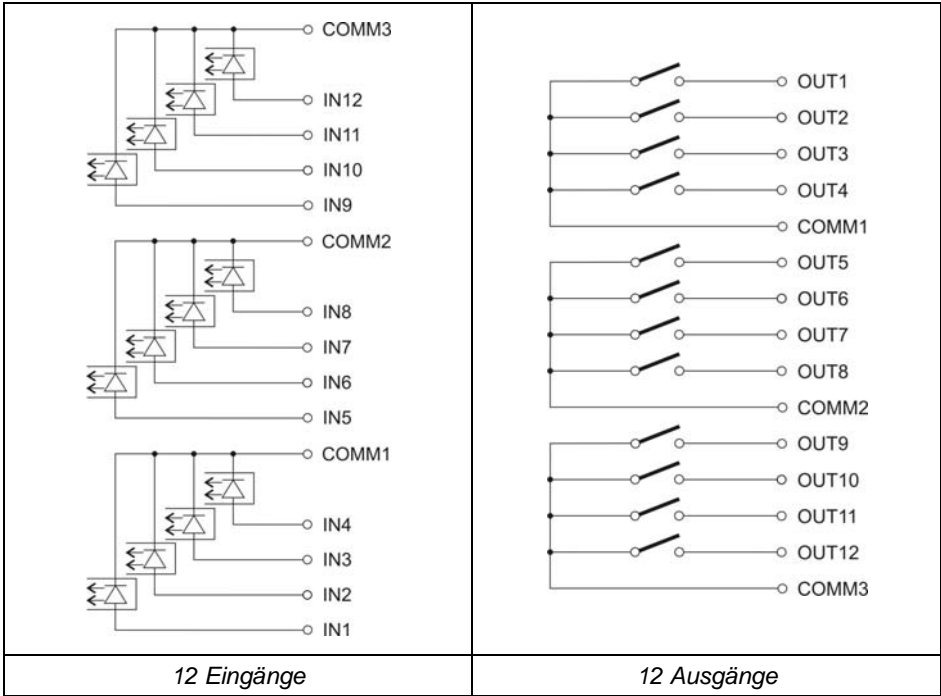 COMM3
IN12
IN11
IN10
IN9
COMM2
IN8
IN7
IN6
IN5
COMM1
IN4
IN3
IN2
IN1
12 Eingänge
OUT1
OUT2
OUT3
OUT4
COMM1
OUT5
OUT6
OUT7
OUT8
COMM2
OUT9
OUT10
OUT11
OUT12
COMM3
12 Ausgänge